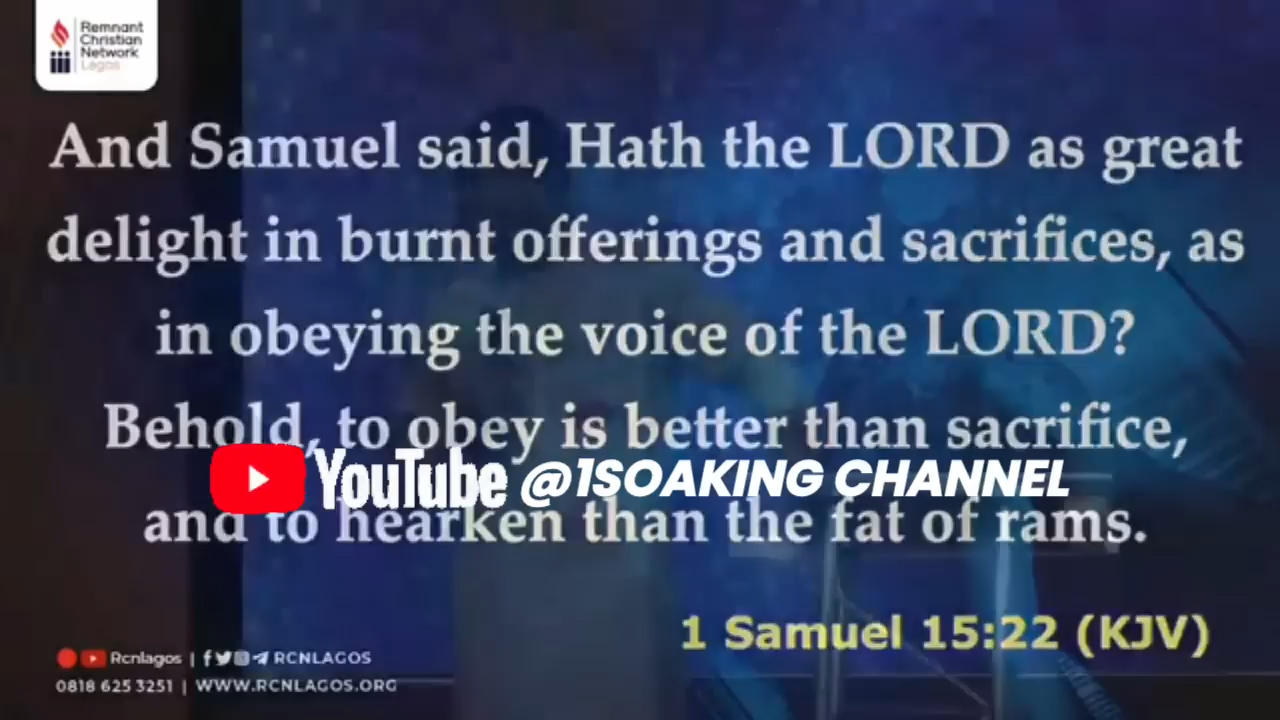 Remnant
Christian
Network
Lagos
And Samuel said, Hath the LORD as great
delight in burnt offerings and sacrifices, as
in obeying the voice of the LORD?
Behold, to obey is better than sacrifice,
YouTube @1SOAKING CHANNEL
and to hearken than the fat of rams.
1 Samuel 15:22 (KJV)
Rcnlagos | RCNLAGOS
0818 625 3251 | WWW.RCNLAGOS.ORG